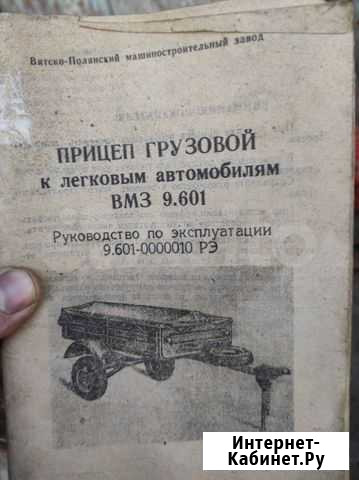 Вятско-Полянский машиностроительный завод
ПРИЦЕП ГРУЗОВОЙ
к легковым автомобилям
ВМЗ 9.601
Руководство по эксплуатации
9.601-0000010 РЭ
Интернет-
Кабинет.Ру